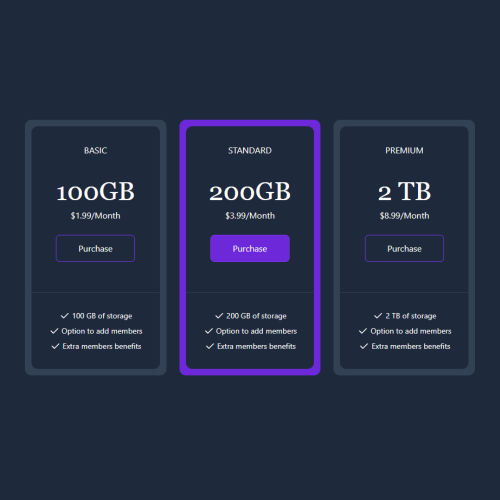 BASIC
100GB
$1.99/Month
Purchase
100 GB of storage
Option to add members
Extra members benefits
STANDARD
200GB
$3.99/Month
Purchase
200 GB of storage
Option to add members
Extra members benefits
PREMIUM
2 TB
$8.99/Month
Purchase
2 TB of storage
Option to add members
Extra members benefits